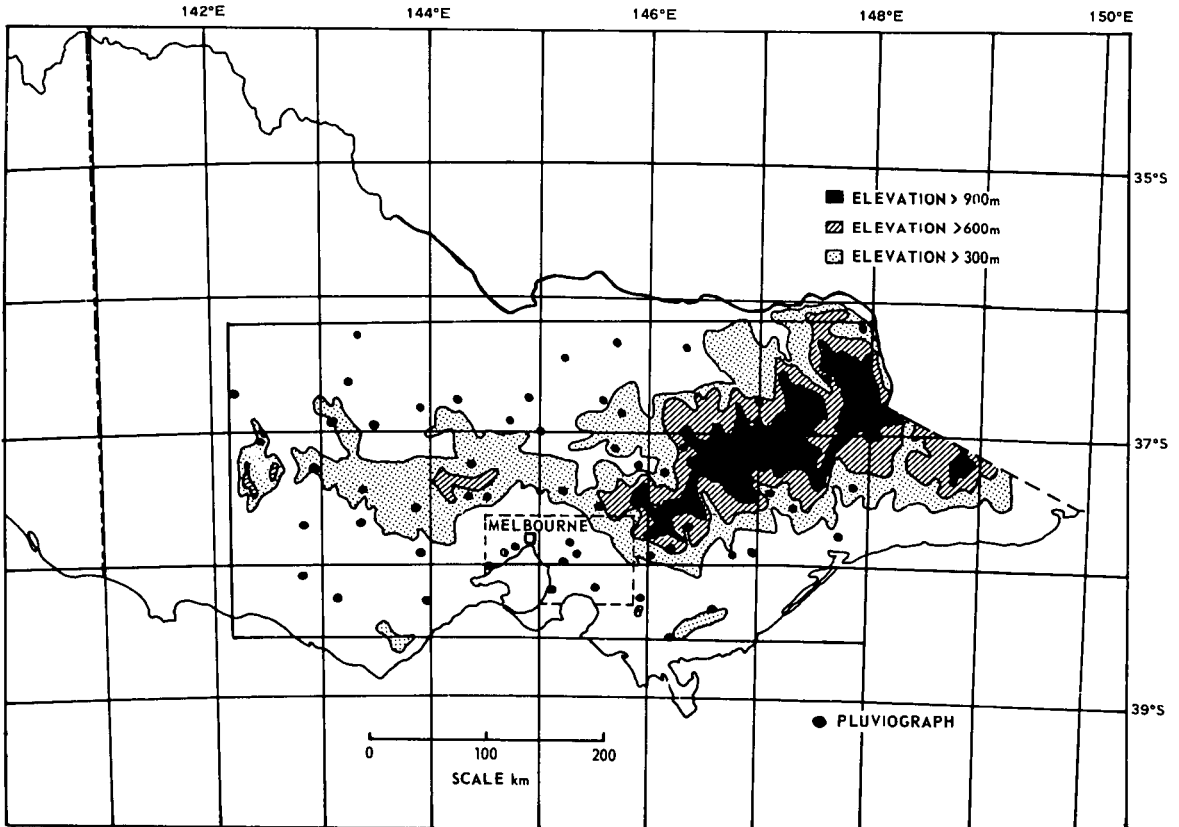 142°E 144°E 146°E 148°E 150°E
35°S
ELEVATION > 900m
ELEVATION >600m
ELEVATION > 300m
37°S
MELBOURNE
39°S
PLUVIOGRAPH
0 100 200
SCALE km